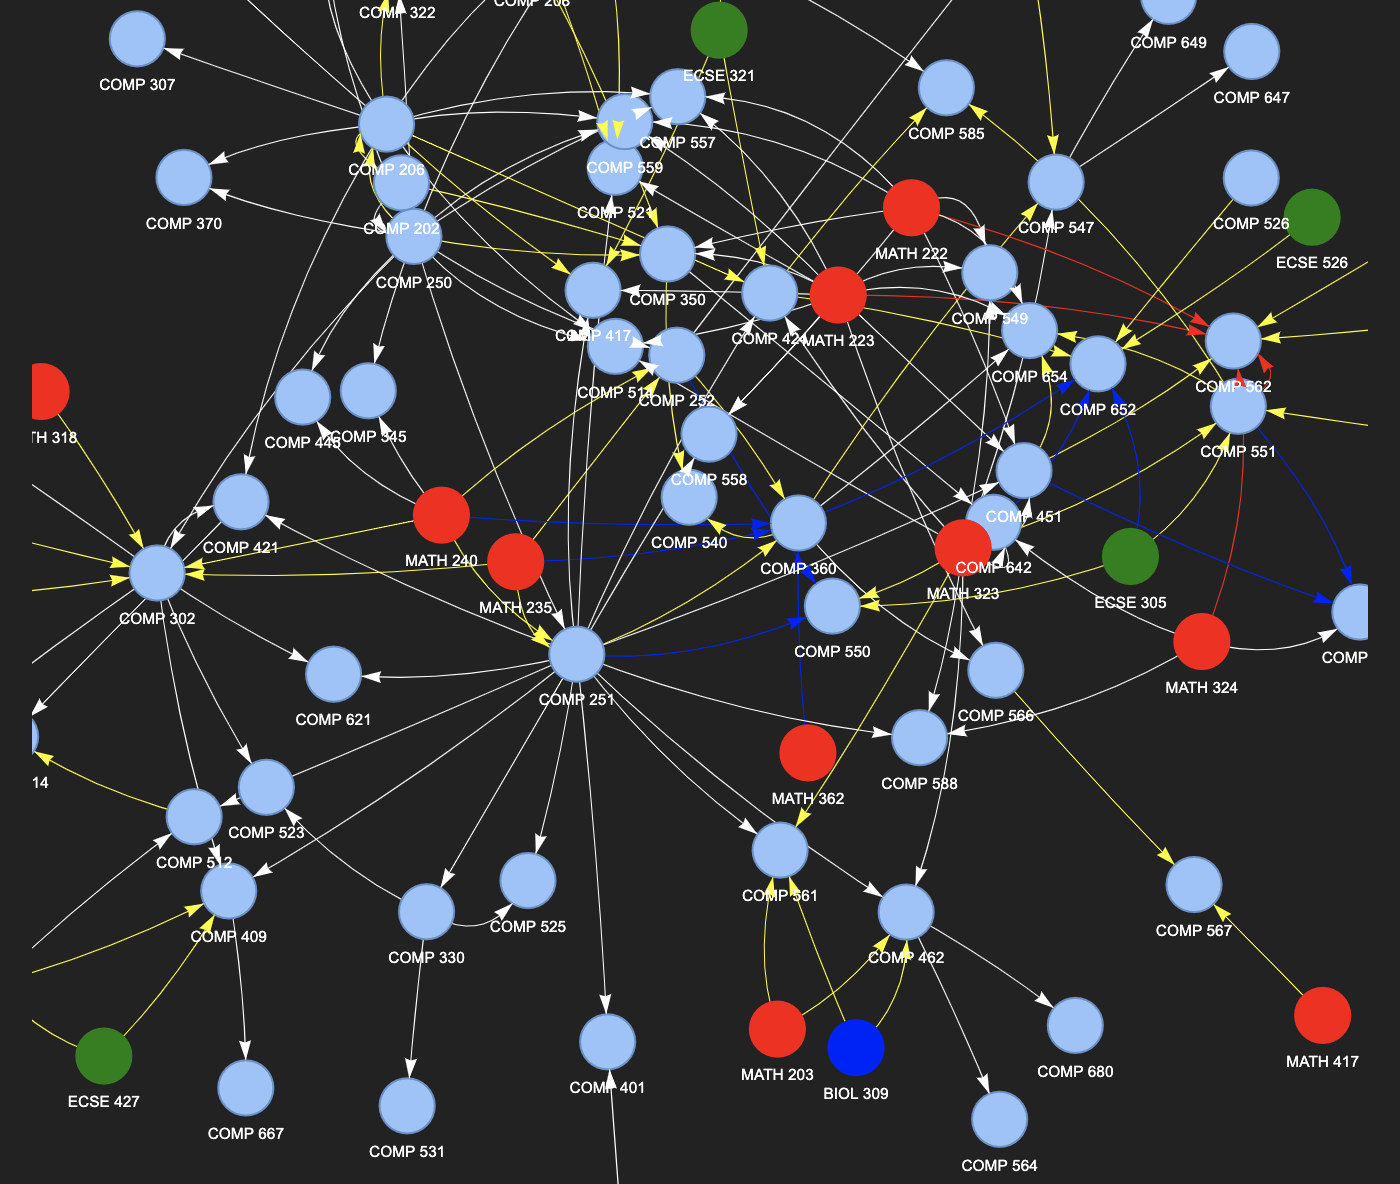 COMP 208
COMP 322
COMP 649
ECSE 321
COMP 307
COMP 647
COMP 585
COMP 557
COMP 559
COMP 206
COMP 521
COMP 370
COMP 202
COMP 526
COMP 547
MATH 222
ECSE 526
COMP 250
COMP 350
COMP 549
COMP 417
COMP 424
MATH 223
COMP 654
COMP 562
COMP 252
COMP 652
TH 318
COMP 445
COMP 545
COMP 551
COMP 558
COMP 451
COMP 421
COMP 540
MATH 240
COMP 360
COMP 642
MATH 323
ECSE 305
MATH 235
COMP 302
COMP 550
COMP
MATH 324
COMP 251
COMP 621
COMP 566
14
COMP 588
MATH 362
COMP 523
COMP 512
COMP 561
COMP 525
COMP 567
COMP 409
COMP 330
COMP 462
MATH 417
COMP 680
MATH 203
COMP 401
BIOL 309
ECSE 427
COMP 667
COMP 531
COMP 564